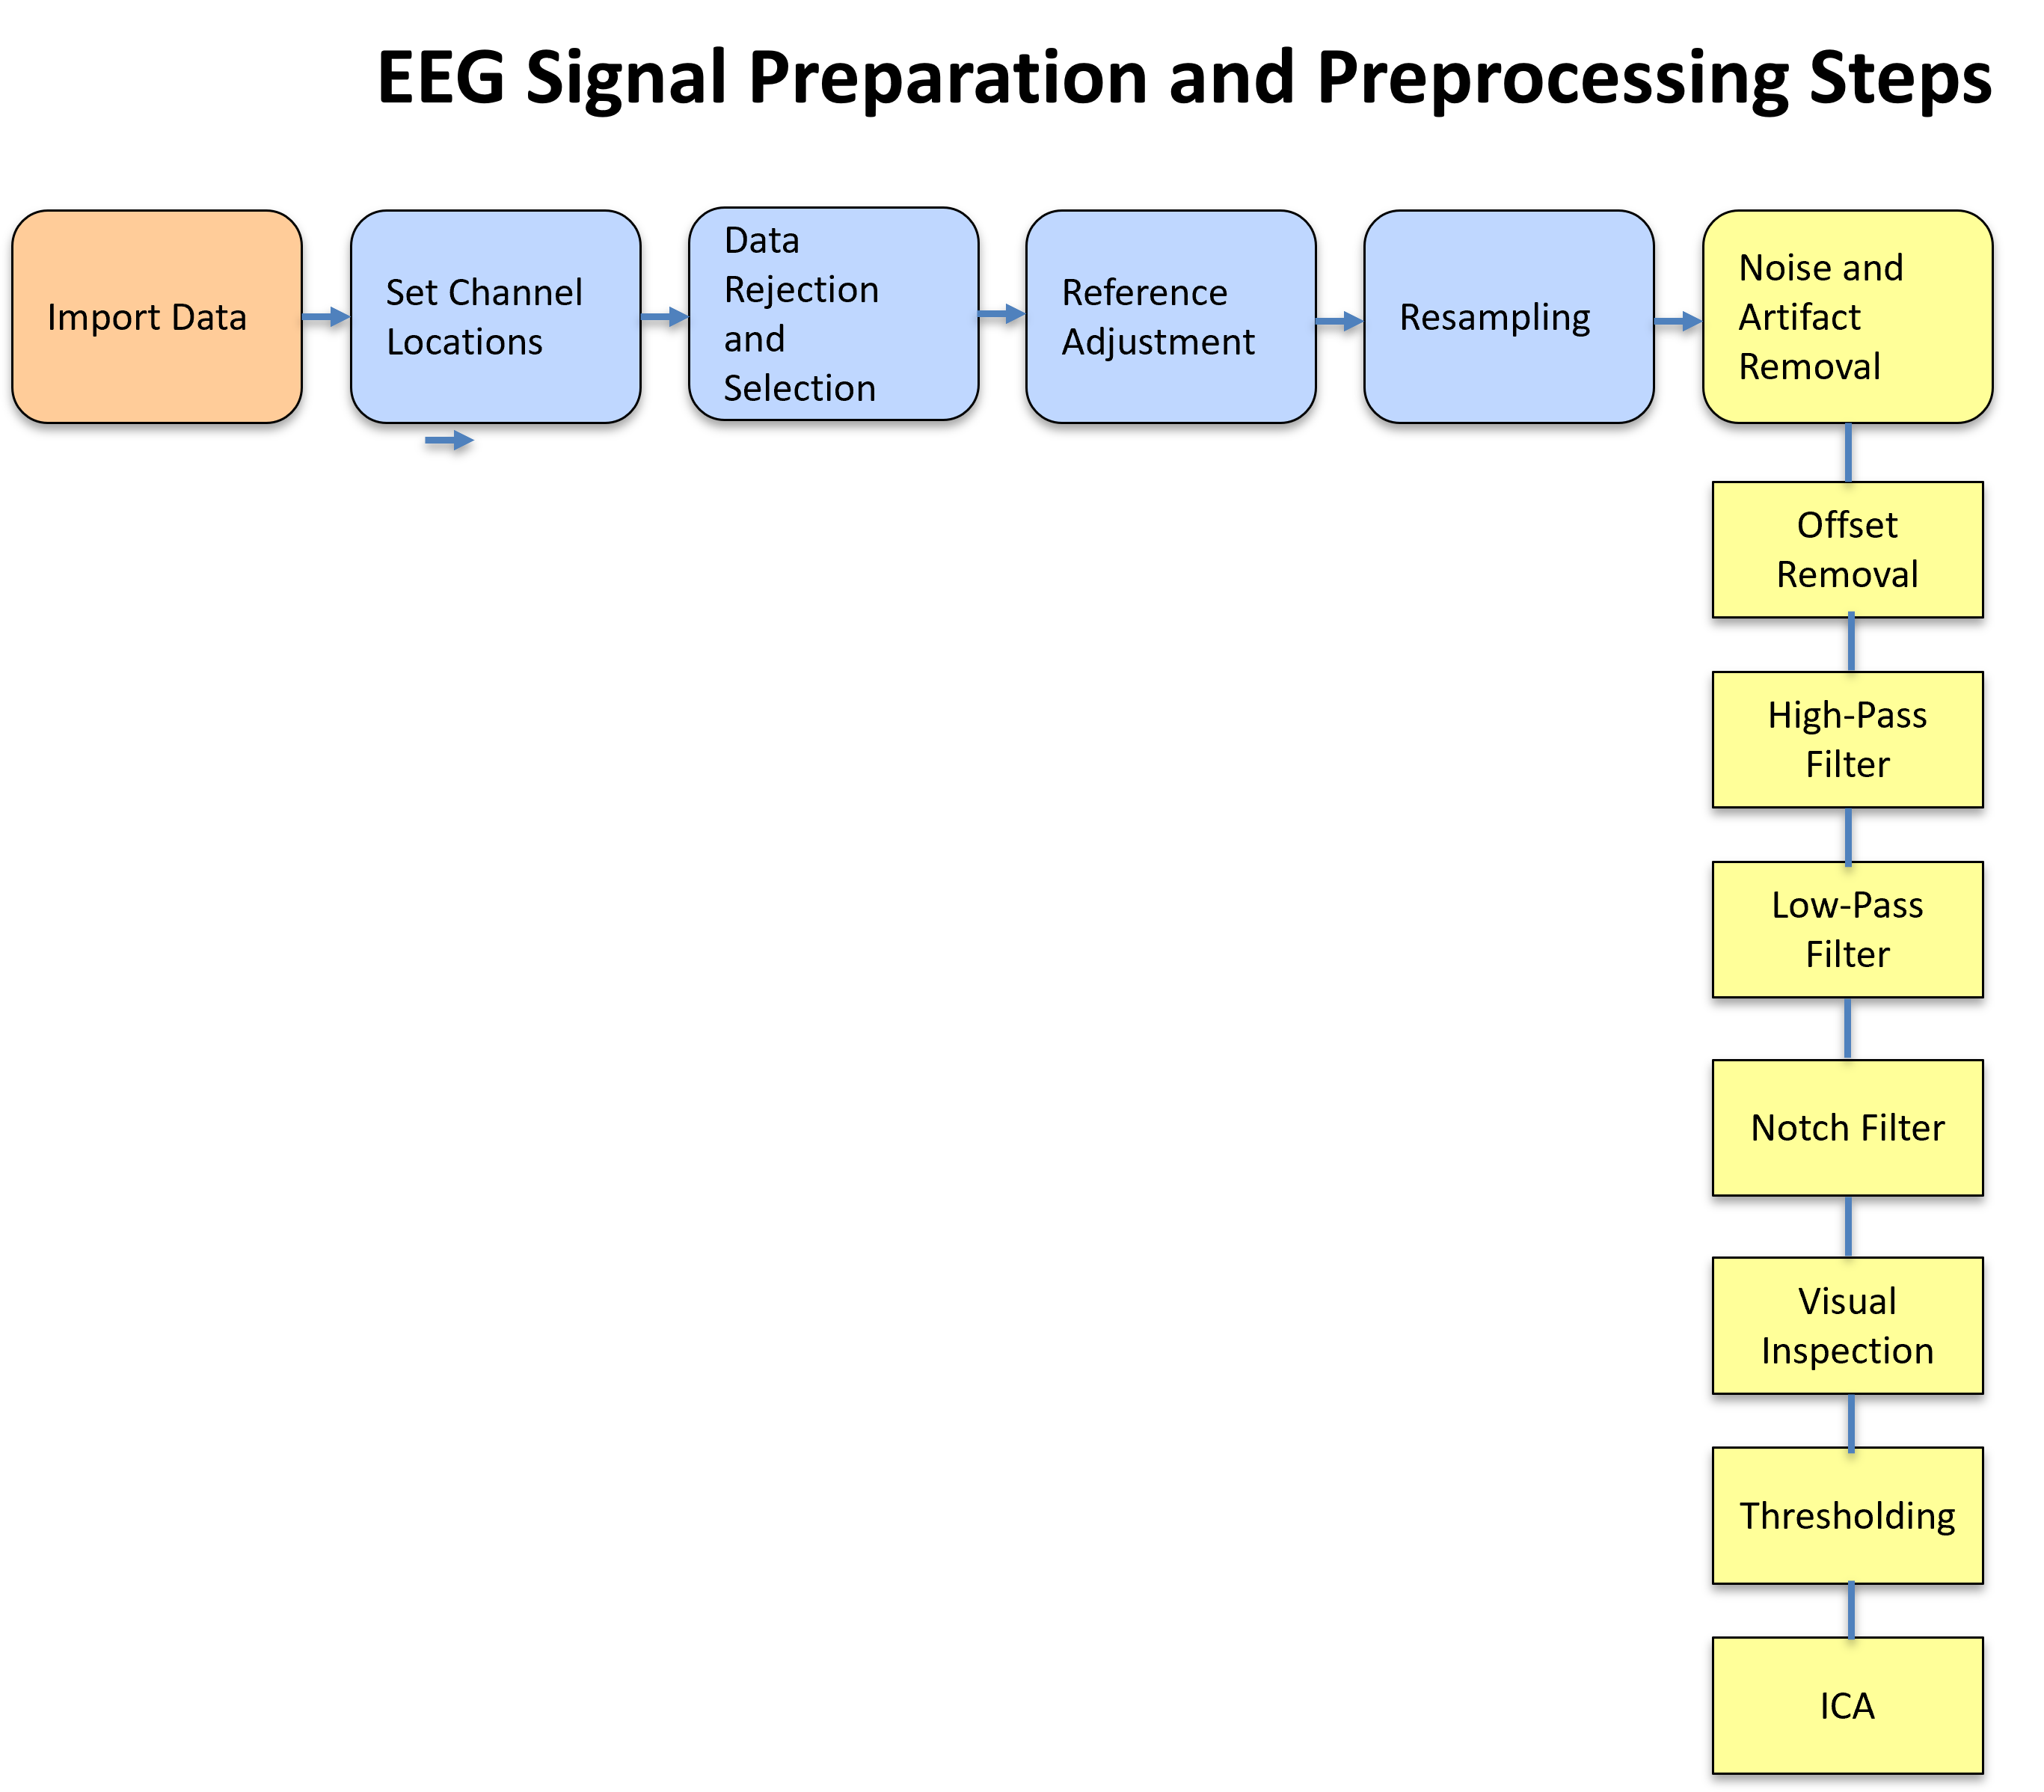 EEG Signal Preparation and Preprocessing Steps
Import Data
Set Channel
Locations
Data
Rejection
and
Selection
Reference
Adjustment
Resampling
Noise and
Artifact
Removal
Offset
Removal
High-Pass
Filter
Low-Pass
Filter
Notch Filter
Visual
Inspection
Thresholding
ICA